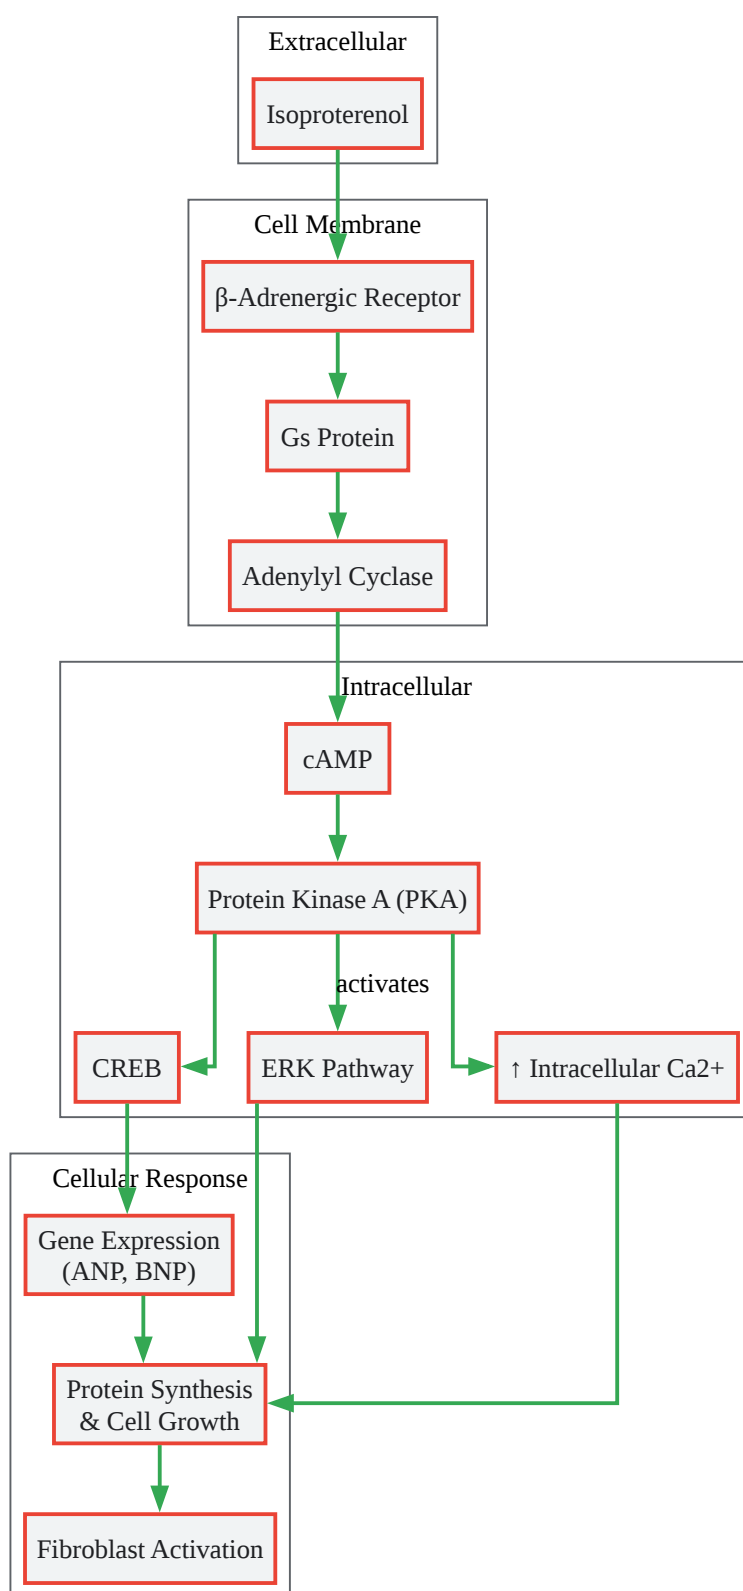 Extracellular
Isoproterenol
Cell Membrane
β-Adrenergic Receptor
Gs Protein
Adenylyl Cyclase
Intracellular
cAMP
Protein Kinase A (PKA)
activates
CREB
ERK Pathway
↑ Intracellular Ca2+
Cellular Response
Gene Expression
(ANP, BNP)
Protein Synthesis
& Cell Growth
Fibroblast Activation